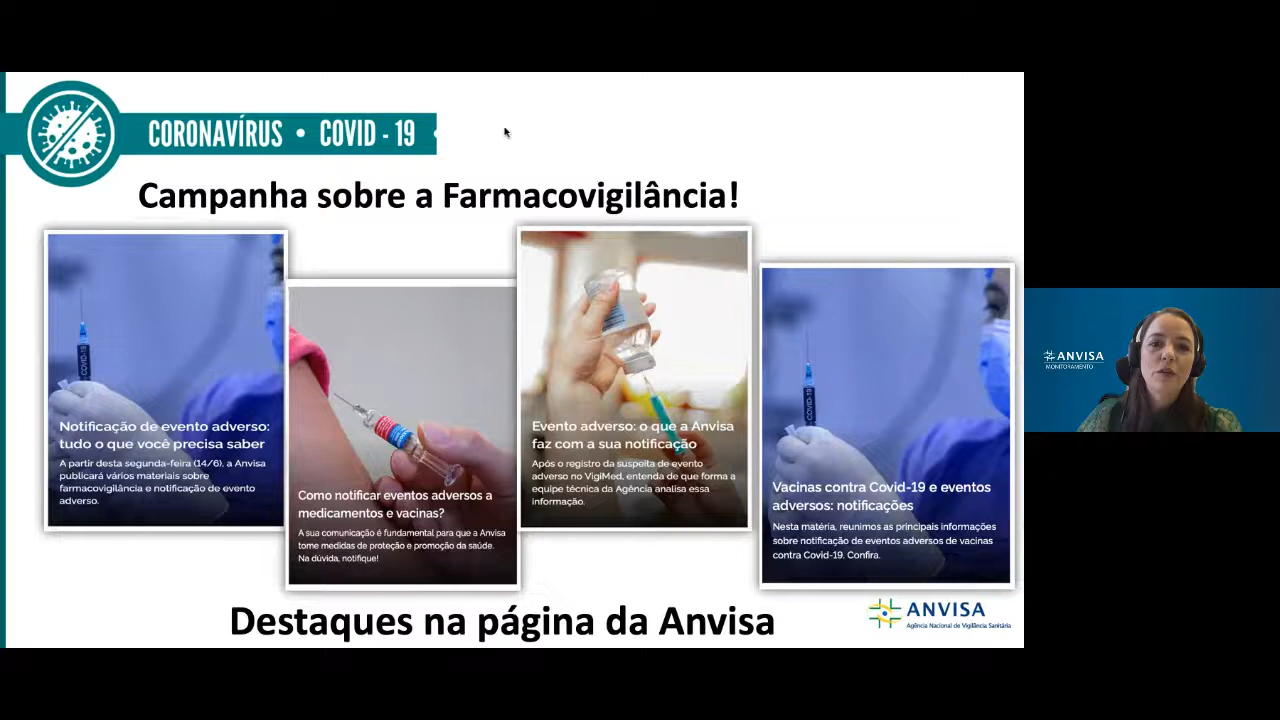 CORONAVÍRUS • COVID - 19
Campanha sobre a Farmacovigilância!
COVID-19
Notificação de evento adverso:
tudo o que você precisa saber
A partir desta segunda-feira (14/6), a Anvisa
publicará vários materiais sobre
farmacovigilância e notificação de evento
adverso.
Como notificar eventos adversos a
medicamentos e vacinas?
A sua comunicação é fundamental para que a Anvisa
tome medidas de proteção e promoção da saúde.
Na dúvida, notifique!
Evento adverso: o que a Anvisa
faz com a sua notificação
Após o registro da suspeita de evento
adverso no VigiMed, entenda de que forma a
equipe técnica da Agência analisa essa
informação.
COVID-19
Vacinas contra Covid-19 e eventos
adversos: notificações
Nesta matéria, reunimos as principais informações
sobre notificação de eventos adversos de vacinas
contra Covid-19. Confira.
Destaques na página da Anvisa
ANVISA
Agência Nacional de Vigilância Sanitária
ANVISA
MONITORAMENTO